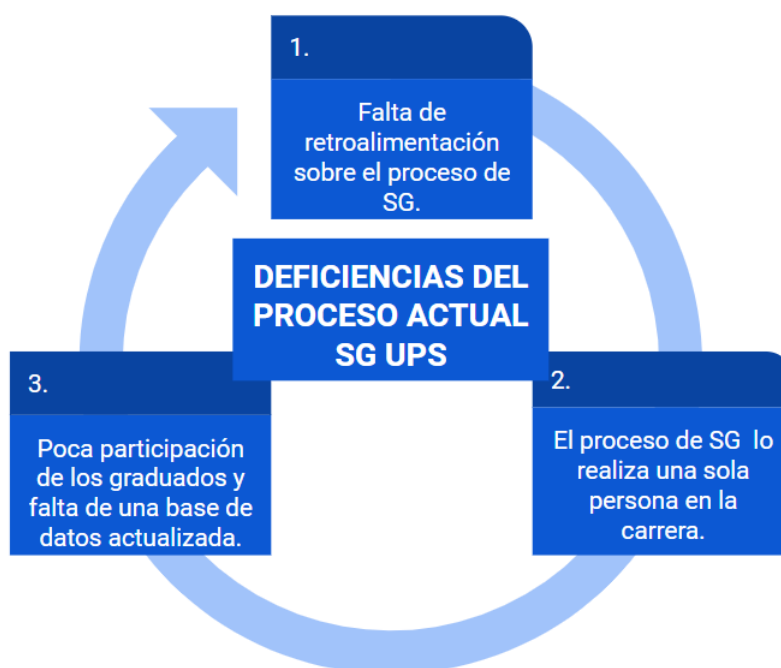 1.
Falta de
retroalimentación
sobre el proceso de
SG.
DEFICIENCIAS DEL
PROCESO ACTUAL
SG UPS
2.
El proceso de SG lo
realiza una sola
persona en la
carrera.
3.
Poca participación
de los graduados y
falta de una base de
datos actualizada.